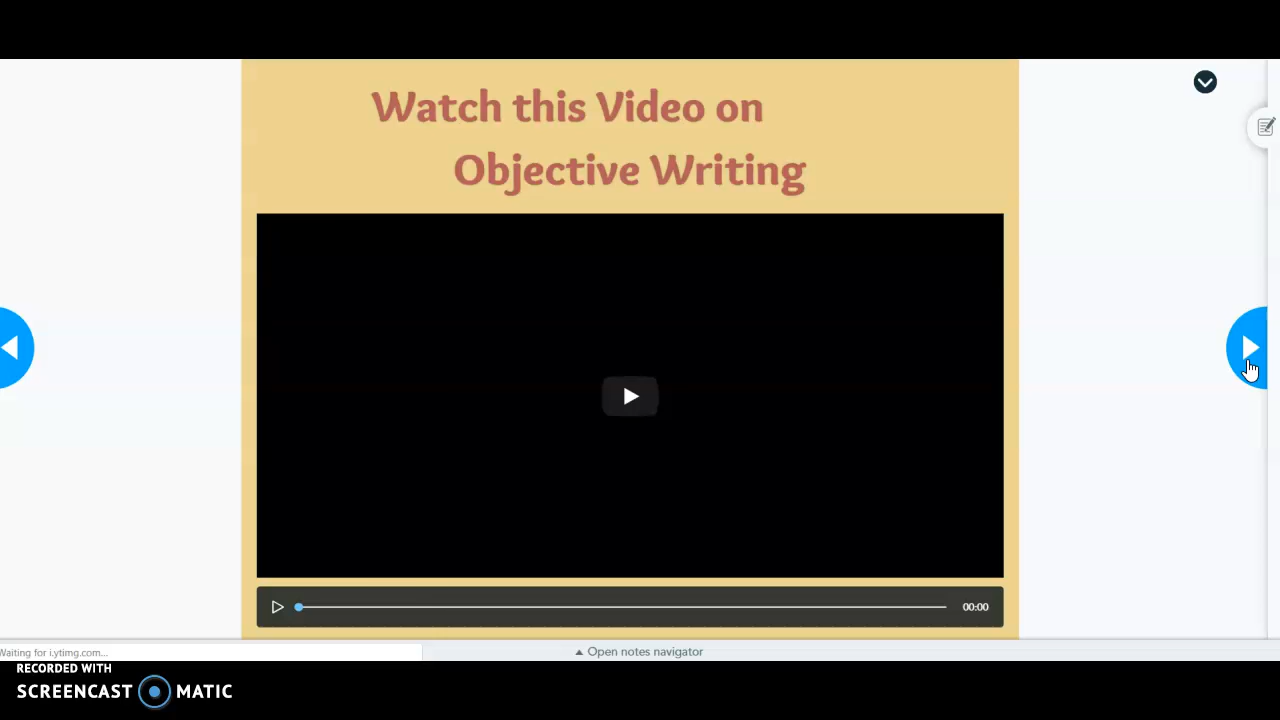 Watch this Video on
Objective Writing
00:00
Waiting for i.ytimg.com...
Open notes navigator
RECORDED WITH
SCREENCAST MATIC